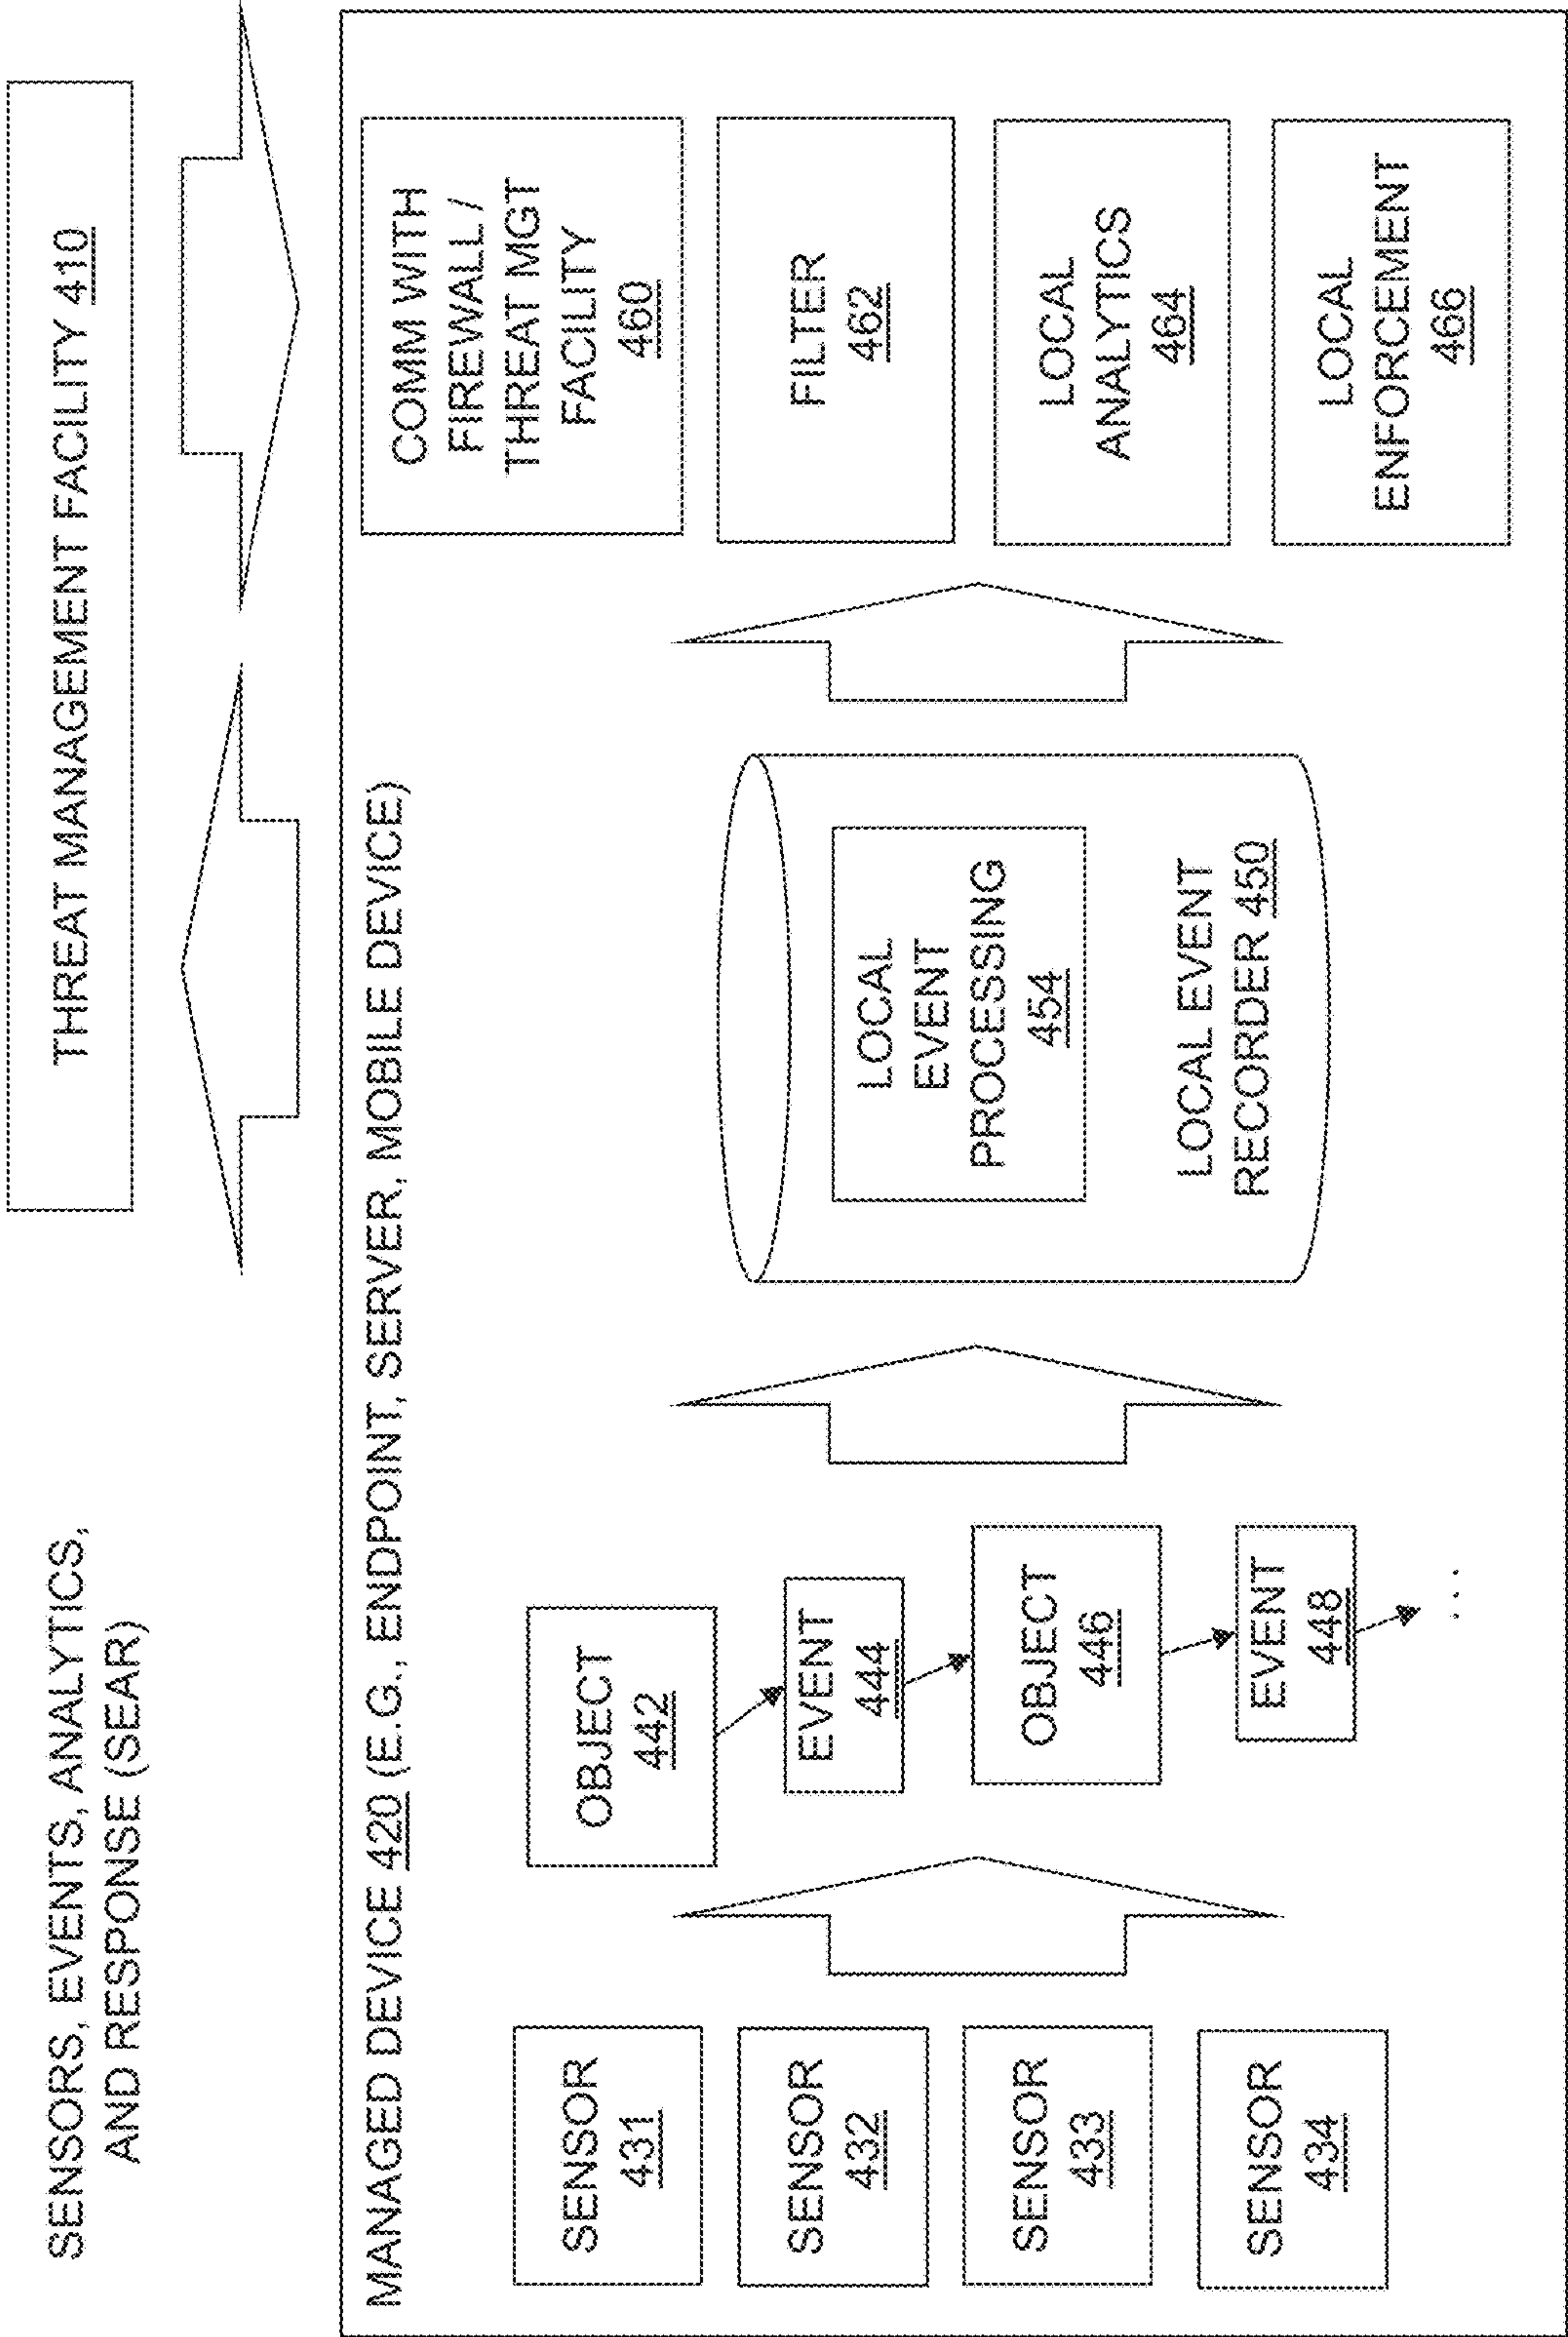 SENSORS, EVENTS, ANALYTICS,
AND RESPONSE (SEAR)
THREAT MANAGEMENT FACILITY 410
MANAGED DEVICE 420 (E.G., ENDPOINT, SERVER, MOBILE DEVICE)
SENSOR
431
SENSOR
432
SENSOR
433
SENSOR
434
OBJECT
442
EVENT
444
OBJECT
446
EVENT
448
...
LOCAL
EVENT
PROCESSING
454
LOCAL EVENT
RECORDER 450
COMM WITH
FIREWALL /
THREAT MGT
FACILITY
460
FILTER
462
LOCAL
ANALYTICS
464
LOCAL
ENFORCEMENT
466